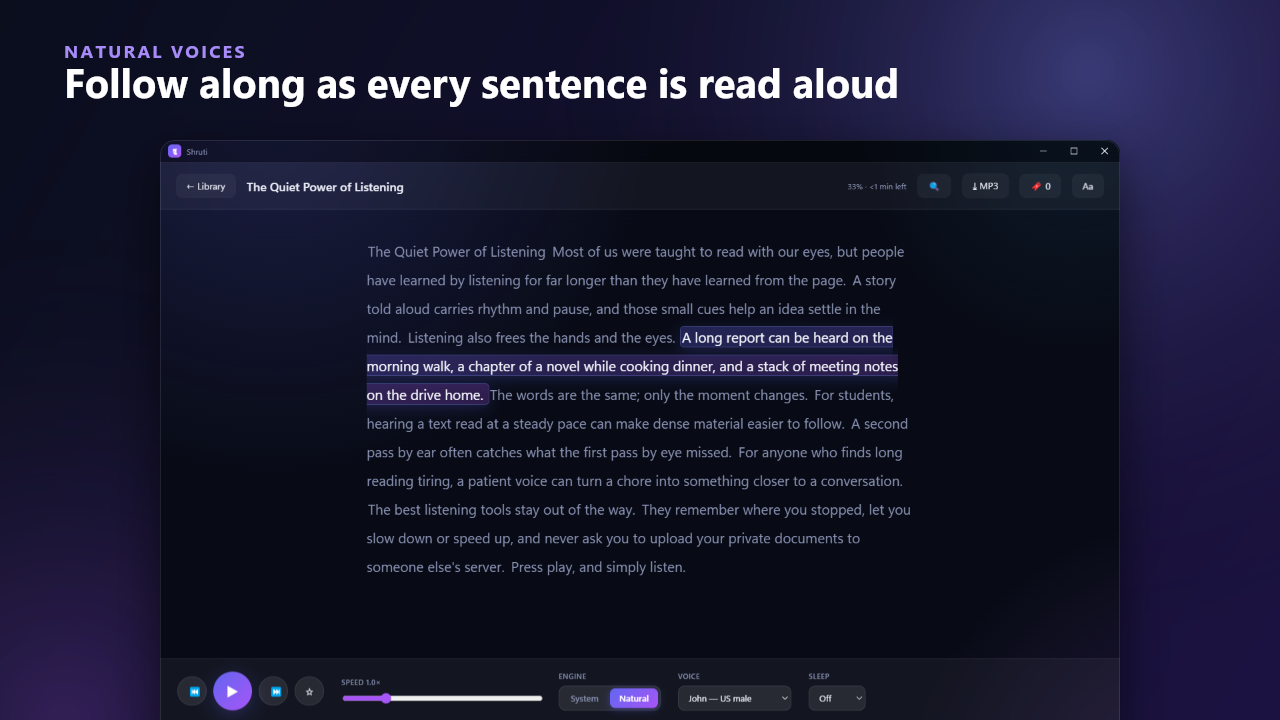 NATURAL VOICES
Follow along as every sentence is read aloud
Shruti
← Library
The Quiet Power of Listening
33% · <1 min left
MP3
0
Aa
The Quiet Power of Listening Most of us were taught to read with our eyes, but people
have learned by listening for far longer than they have learned from the page. A story
told aloud carries rhythm and pause, and those small cues help an idea settle in the
mind. Listening also frees the hands and the eyes. A long report can be heard on the
morning walk, a chapter of a novel while cooking dinner, and a stack of meeting notes
on the drive home. The words are the same; only the moment changes. For students,
hearing a text read at a steady pace can make dense material easier to follow. A second
pass by ear often catches what the first pass by eye missed. For anyone who finds long
reading tiring, a patient voice can turn a chore into something closer to a conversation.
The best listening tools stay out of the way. They remember where you stopped, let you
slow down or speed up, and never ask you to upload your private documents to
someone else's server. Press play, and simply listen.
SPEED 1.0×
ENGINE
System
Natural
VOICE
John — US male
SLEEP
Off